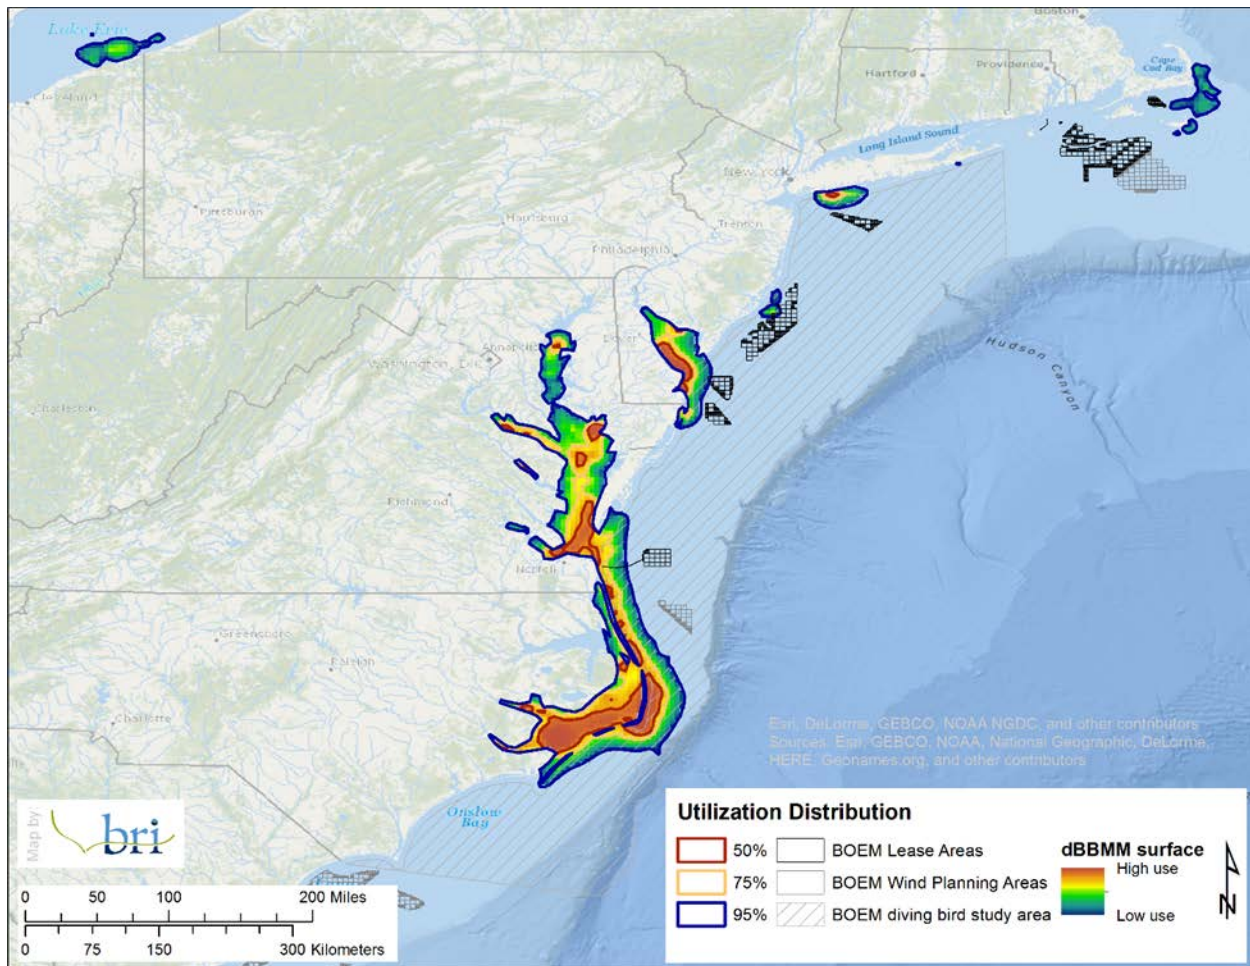 Boston
Lake Erie
Cape
Cod Bay
Providence
Hartford
Cleveland
Long Island Sound
New York
Pittsburgh
Harrisburg
Trenton
Philadelphia
Hudson Canyon
Dover
Annapolis
Washington, D.C.
Charleston
Richmond
Norfolk
Greensboro
Raleigh
Charlotte
Esri, DeLorme, GEBCO, NOAA NGDC, and other contributors
Sources: Esri, GEBCO, NOAA, National Geographic, DeLorme,
HERE, Geonames.org, and other contributors
Onslow
Bay
Map by
bri
0 50 100 200 Miles
0 75 150 300 Kilometers
Utilization Distribution
50% BOEM Lease Areas
75% BOEM Wind Planning Areas
95% BOEM diving bird study area
dBBMM surface
High use
Low use
N